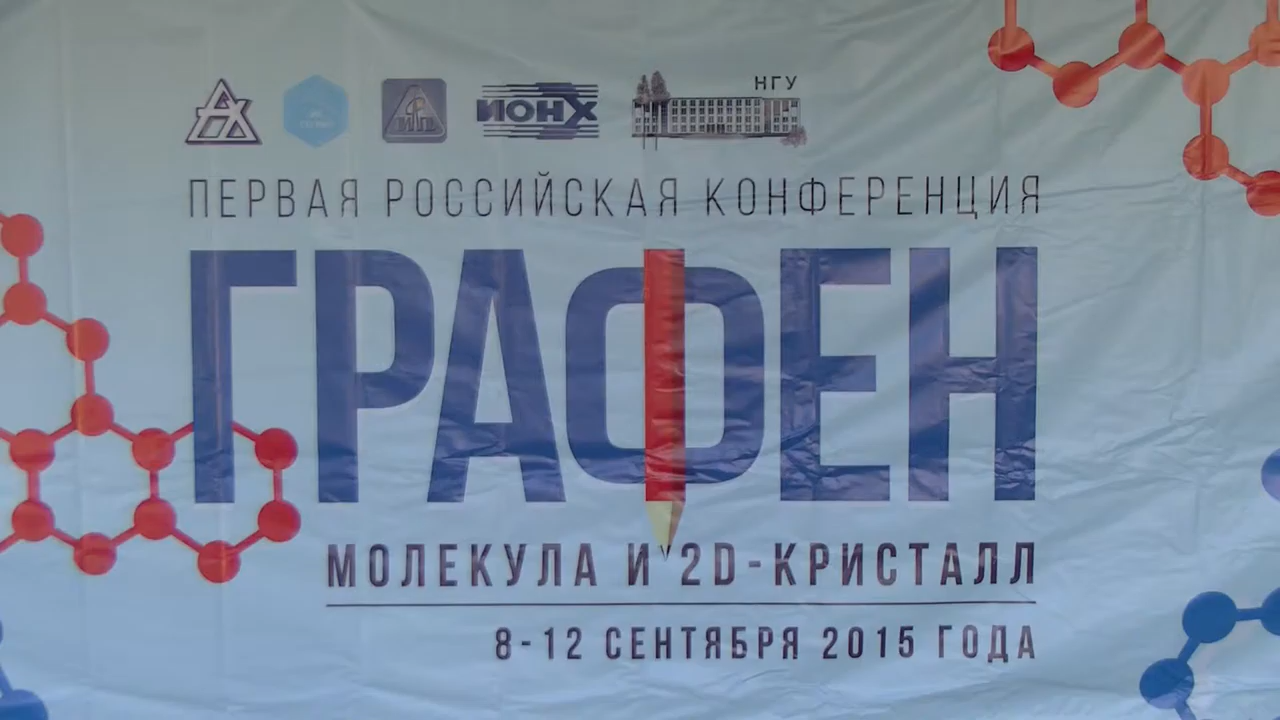 ИОНХ
НГУ
ПЕРВАЯ РОССИЙСКАЯ КОНФЕРЕНЦИЯ
ГРАФЕН
МОЛЕКУЛА И 2D-КРИСТАЛЛ
8-12 СЕНТЯБРЯ 2015 ГОДА